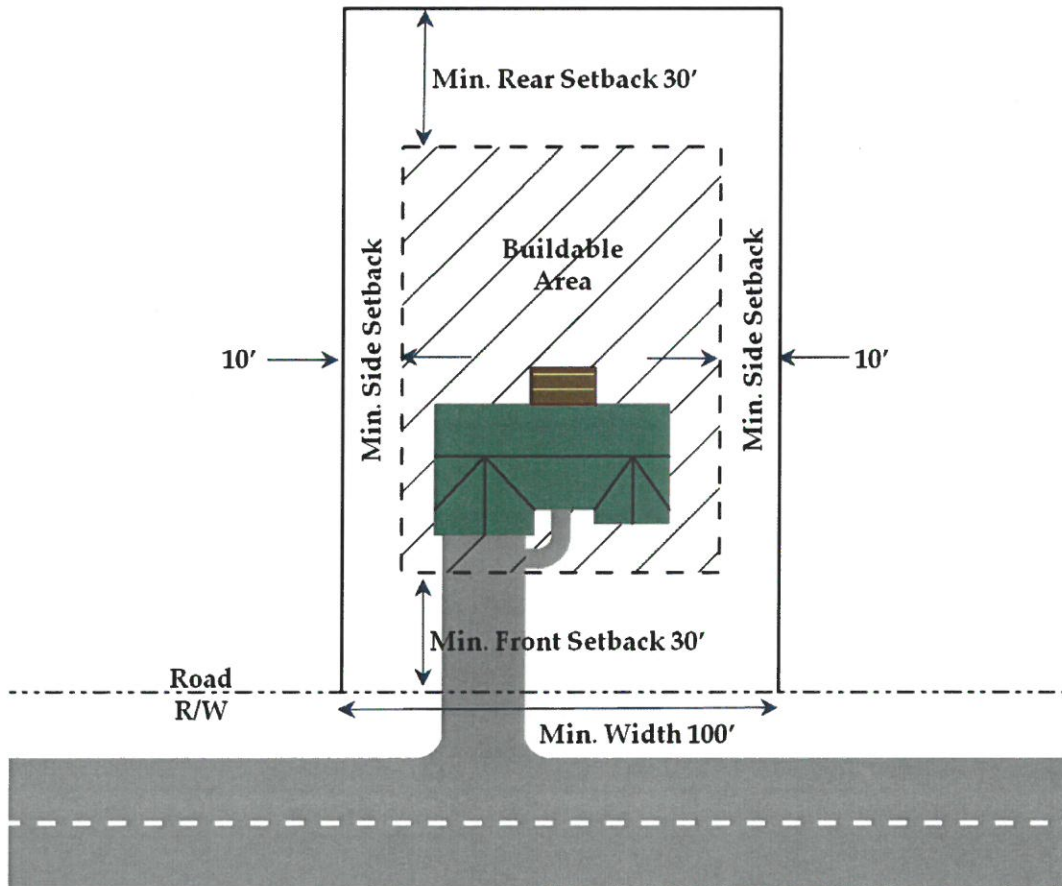 Min. Rear Setback 30′
Buildable
Area
Min. Side Setback
Min. Side Setback
10′
10′
Min. Front Setback 30′
Road
R/W
Min. Width 100′